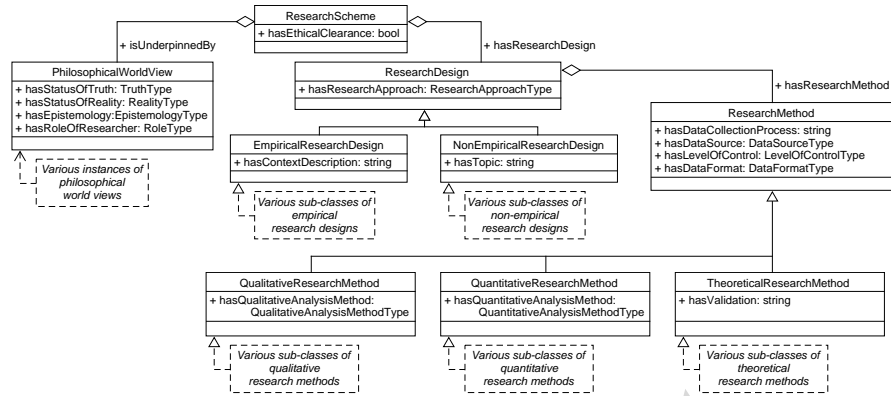 ResearchScheme
+ hasEthicalClearance: bool
+ isUnderpinnedBy
+ hasResearchDesign
PhilosophicalWorldView
+ hasStatusOfTruth: TruthType
+ hasStatusOfReality: RealityType
+ hasEpistemology:EpistemologyType
+ hasRoleOfResearcher: RoleType
Various instances of
philosophical
world views
ResearchDesign
+ hasResearchApproach: ResearchApproachType
+ hasResearchMethod
ResearchMethod
+ hasDataCollectionProcess: string
+ hasDataSource: DataSourceType
+ hasLevelOfControl: LevelOfControlType
+ hasDataFormat: DataFormatType
EmpiricalResearchDesign
+ hasContextDescription: string
Various sub-classes of
empirical
research designs
NonEmpiricalResearchDesign
+ hasTopic: string
Various sub-classes of
non-empirical
research designs
QualitativeResearchMethod
+ hasQualitativeAnalysisMethod:
QualitativeAnalysisMethodType
Various sub-classes of
qualitative
research methods
QuantitativeResearchMethod
+ hasQuantitativeAnalysisMethod:
QuantitativeAnalysisMethodType
Various sub-classes of
quantitative
research methods
TheoreticalResearchMethod
+ hasValidation: string
Various sub-classes of
theoretical
research methods